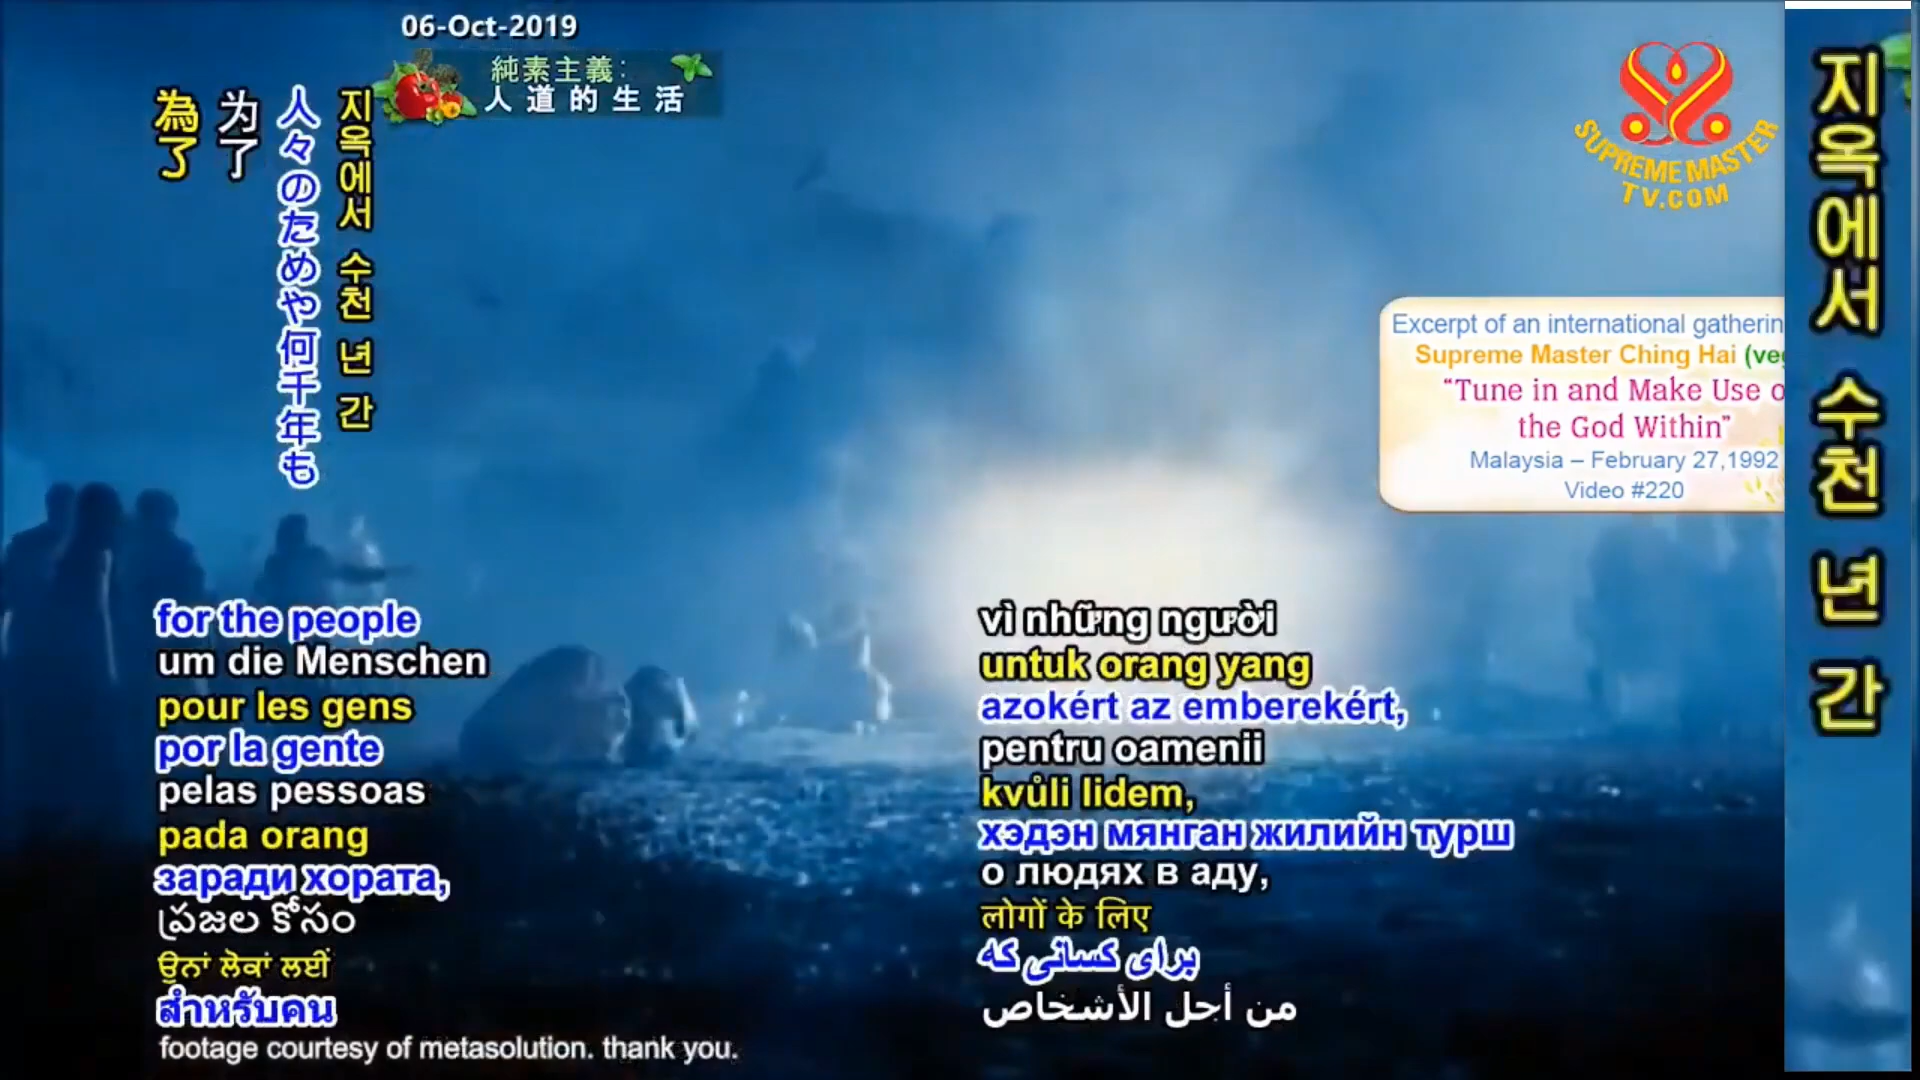 06-Oct-2019
純素主義:
人道的生活
為了
为了
人々のためや何千年も
지옥에서 수천 년 간
SUPREME MASTER
TV.COM
Excerpt of an international gatherin
Supreme Master Ching Hai (ve
“Tune in and Make Use o
the God Within”
Malaysia – February 27,1992
Video #220
지옥에서 수천 년 간
for the people
um die Menschen
pour les gens
por la gente
pelas pessoas
pada orang
заради хората,
ప్రజల కోసం
ਉਨਾਂ ਲੋਕਾਂ ਲਈਂ
สำหรับคน
vì những người
untuk orang yang
azokért az emberekért,
pentru oamenii
kvůli lidem,
хэдэн мянган жилийн турш
о людях в аду,
लोगों के लिए
برای کسانی که
من أجل الأشخاص
footage courtesy of metasolution. thank you.